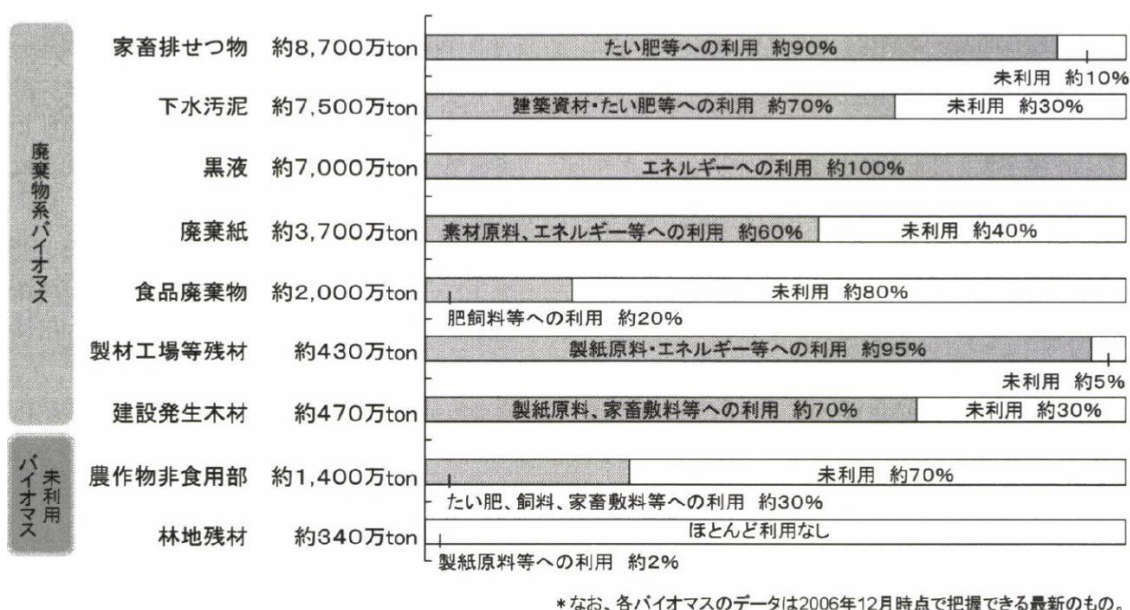 廃棄物系バイオマス
家畜排せつ物 約8,700万ton たい肥等への利用 約90%
未利用 約10%
下水汚泥 約7,500万ton 建築資材・たい肥等への利用 約70% 未利用 約30%
黒液 約7,000万ton エネルギーへの利用 約100%
廃棄紙 約3,700万ton 素材原料、エネルギー等への利用 約60% 未利用 約40%
食品廃棄物 約2,000万ton 未利用 約80%
肥飼料等への利用 約20%
製材工場等残材 約430万ton 製紙原料・エネルギー等への利用 約95%
未利用 約5%
建設発生木材 約470万ton 製紙原料、家畜敷料等への利用 約70% 未利用 約30%
未利用
バイオマス
農作物非食用部 約1,400万ton 未利用 約70%
たい肥、飼料、家畜敷料等への利用 約30%
林地残材 約340万ton ほとんど利用なし
製紙原料等への利用 約2%
*なお、各バイオマスのデータは2006年12月時点で把握できる最新のもの。